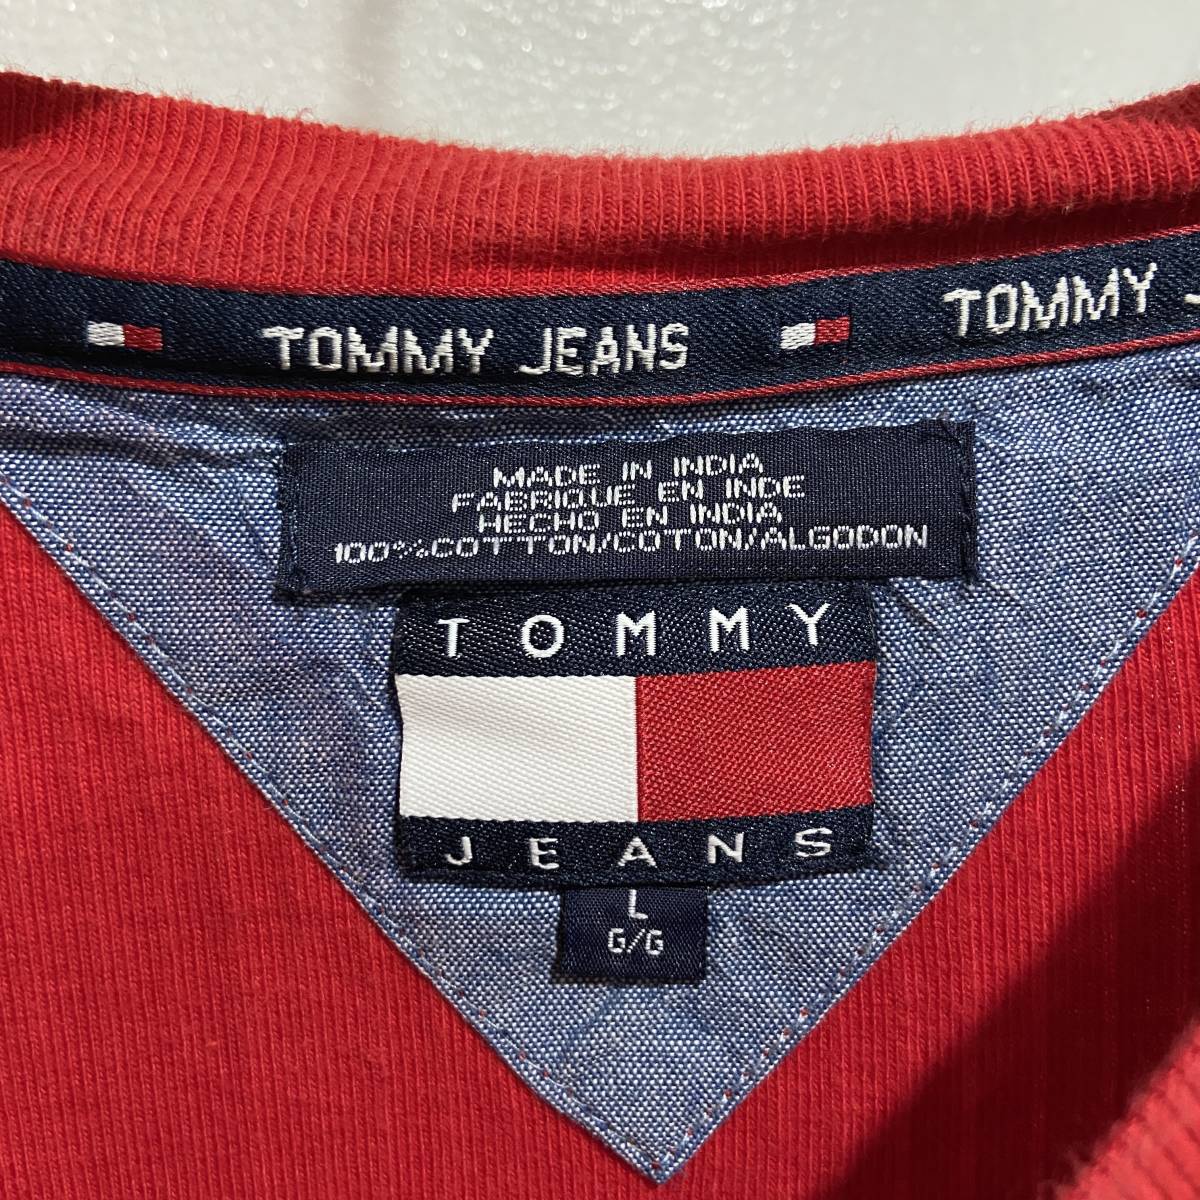 TOMMY JEANS TOMMY J
MADE IN INDIA
FABRIQUE EN INDE
HECHO EN INDIA
100%COTTON/COTON/ALGODON
TOMMY
JEANS
L
G/G